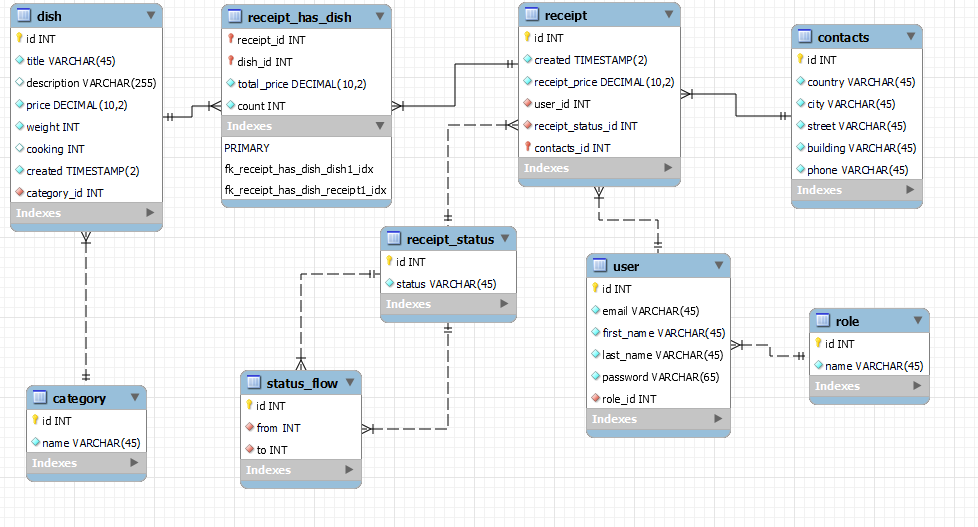 dish
id INT
title VARCHAR(45)
description VARCHAR(255)
price DECIMAL(10,2)
weight INT
cooking INT
created TIMESTAMP(2)
category_id INT
Indexes
receipt_has_dish
receipt_id INT
dish_id INT
total_price DECIMAL(10,2)
count INT
Indexes
PRIMARY
fk_receipt_has_dish_dish1_idx
fk_receipt_has_dish_receipt1_idx
receipt
id INT
created TIMESTAMP(2)
receipt_price DECIMAL(10,2)
user_id INT
receipt_status_id INT
contacts_id INT
Indexes
contacts
id INT
country VARCHAR(45)
city VARCHAR(45)
street VARCHAR(45)
building VARCHAR(45)
phone VARCHAR(45)
Indexes
receipt_status
id INT
status VARCHAR(45)
Indexes
user
id INT
email VARCHAR(45)
first_name VARCHAR(45)
last_name VARCHAR(45)
password VARCHAR(65)
role_id INT
Indexes
role
id INT
name VARCHAR(45)
Indexes
category
id INT
name VARCHAR(45)
Indexes
status_flow
id INT
from INT
to INT
Indexes